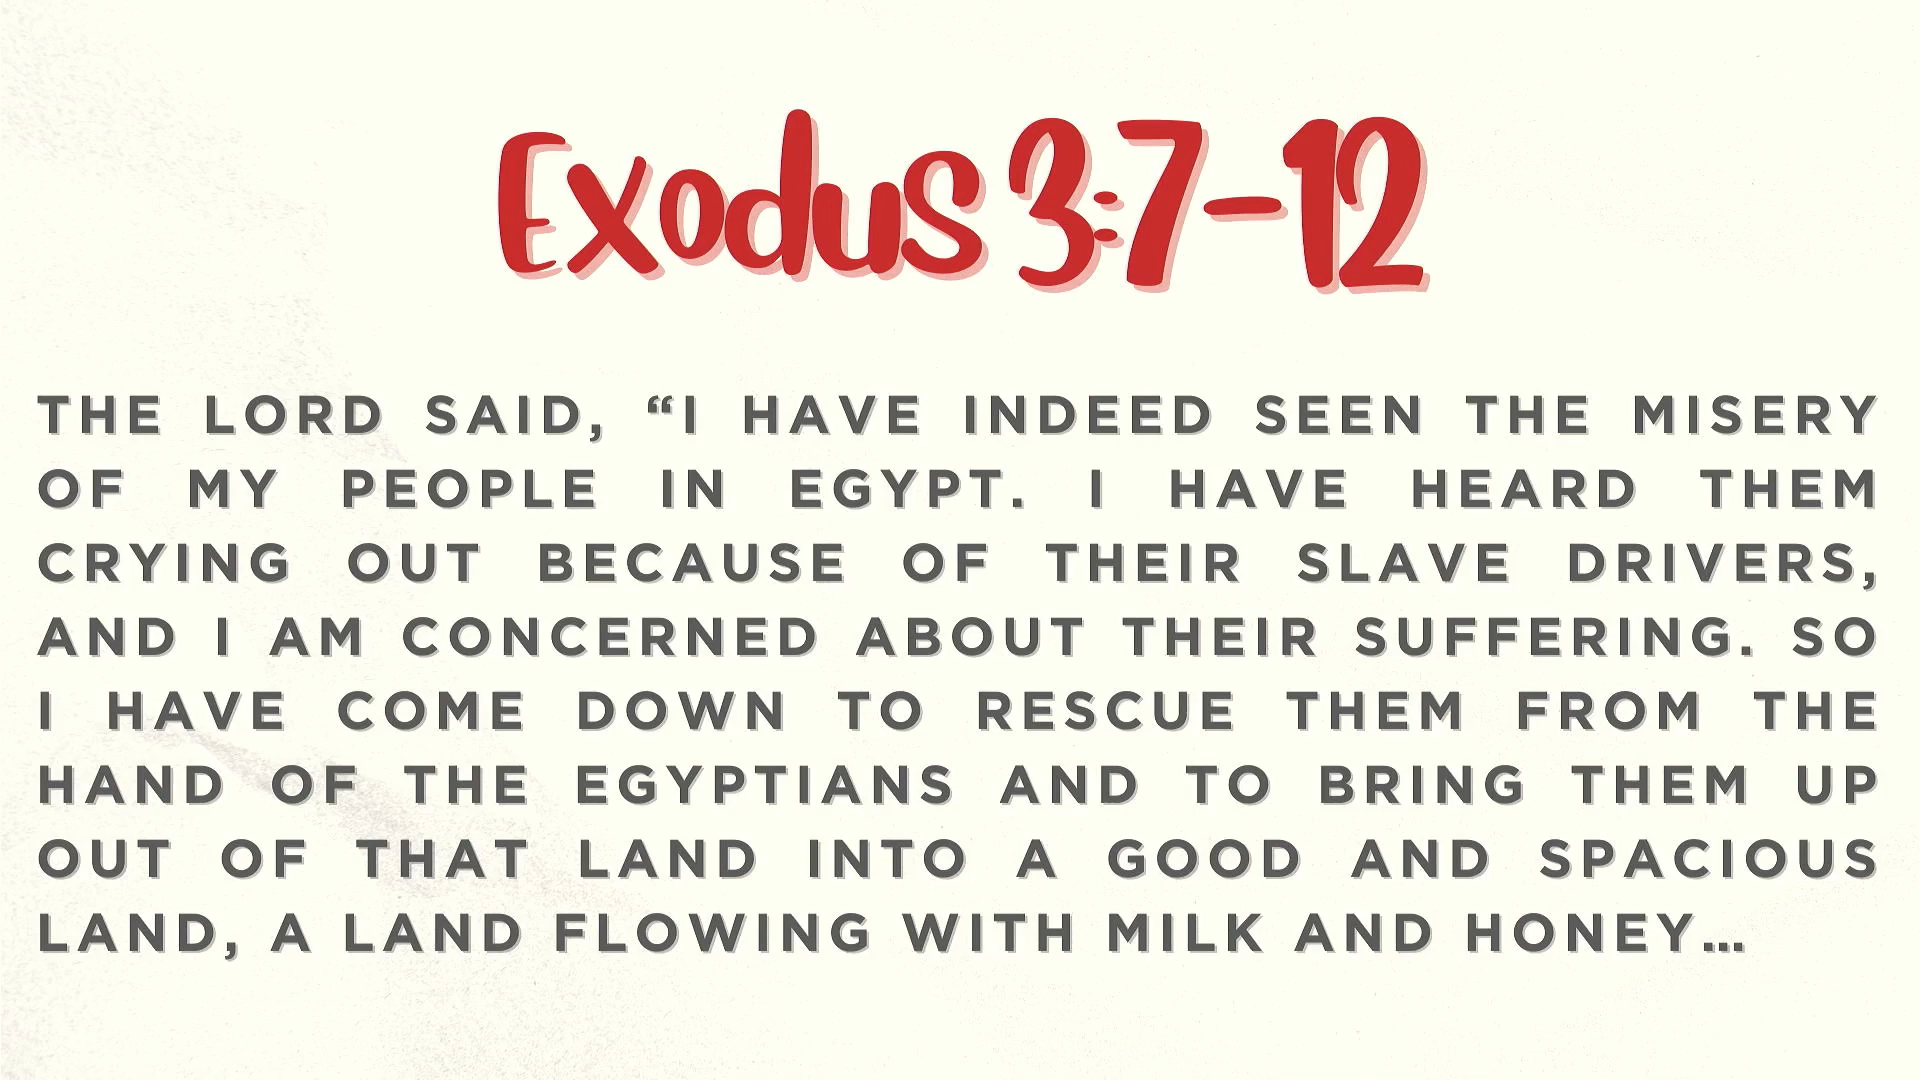 Exodus 3:7-12
THE LORD SAID, “I HAVE INDEED SEEN THE MISERY
OF MY PEOPLE IN EGYPT. I HAVE HEARD THEM
CRYING OUT BECAUSE OF THEIR SLAVE DRIVERS,
AND I AM CONCERNED ABOUT THEIR SUFFERING. SO
I HAVE COME DOWN TO RESCUE THEM FROM THE
HAND OF THE EGYPTIANS AND TO BRING THEM UP
OUT OF THAT LAND INTO A GOOD AND SPACIOUS
LAND, A LAND FLOWING WITH MILK AND HONEY…